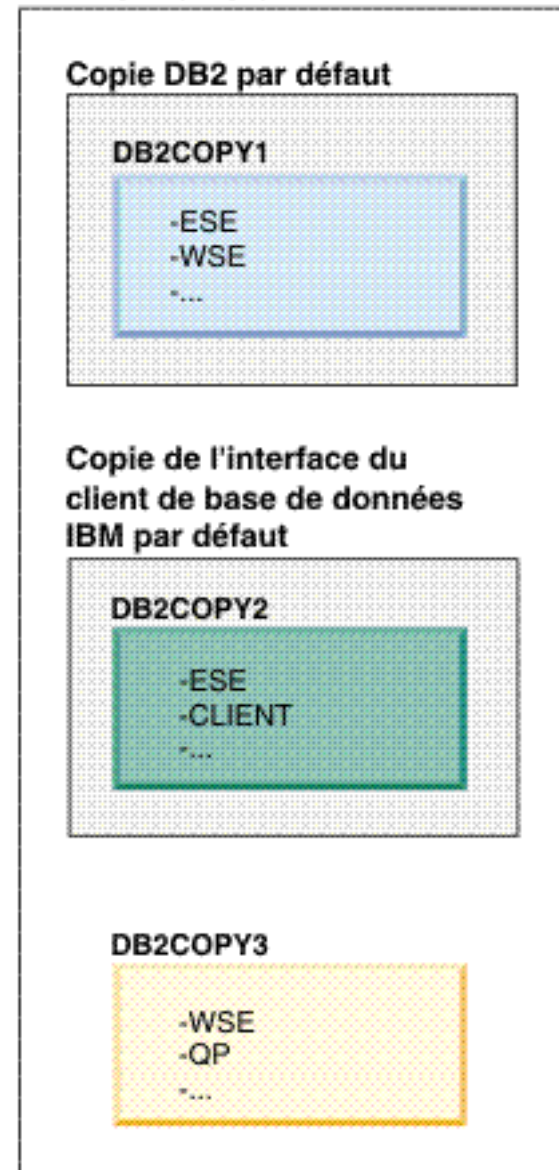 Copie DB2 par défaut
DB2COPY1
-ESE
-WSE
-...
Copie de l'interface du
client de base de données
IBM par défaut
DB2COPY2
-ESE
-CLIENT
-...
DB2COPY3
-WSE
-QP
-...